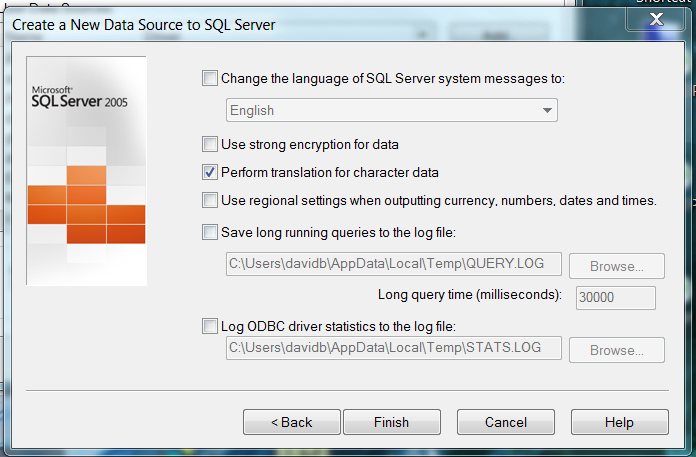 Shortcut
Create a New Data Source to SQL Server
Microsoft
SQL Server 2005
Change the language of SQL Server system messages to:
English
Use strong encryption for data
Perform translation for character data
Use regional settings when outputting currency, numbers, dates and times.
Save long running queries to the log file:
C:\Users\davidb\AppData\Local\Temp\QUERY.LOG
Browse...
Long query time (milliseconds):
30000
Log ODBC driver statistics to the log file:
C:\Users\davidb\AppData\Local\Temp\STATS.LOG
Browse...
< Back
Finish
Cancel
Help